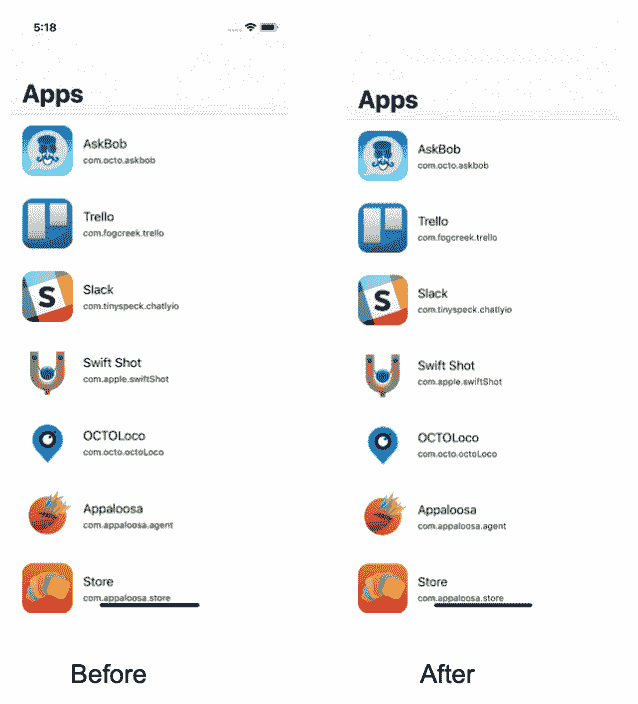 5:18
Apps
AskBob
com.octo.askbob
Trello
com.fogcreek.trello
S
Slack
com.tinyspeck.chatlyio
Swift Shot
com.apple.swiftShot
OCTOLoco
com.octo.octoLoco
Appaloosa
com.appaloosa.agent
Store
com.appaloosa.store
Before
Apps
AskBob
com.octo.askbob
Trello
com.fogcreek.trello
S
Slack
com.tinyspeck.chatlyio
Swift Shot
com.apple.swiftShot
OCTOLoco
com.octo.octoLoco
Appaloosa
com.appaloosa.agent
Store
com.appaloosa.store
After